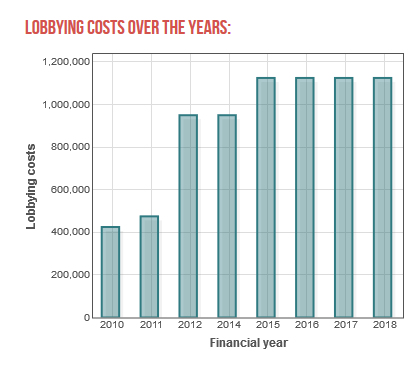 LOBBYING COSTS OVER THE YEARS:
1,200,000
1,000,000
800,000
600,000
400,000
200,000
0
Lobbying costs
2010 2011 2012 2014 2015 2016 2017 2018
Financial year